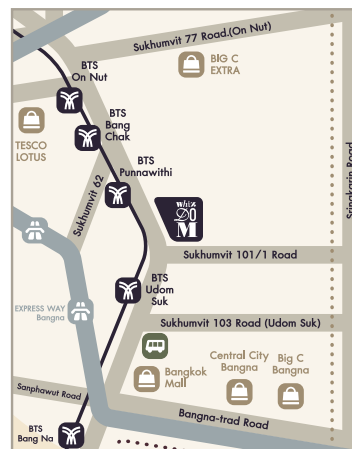 Sukhumvit 77 Road.(On Nut)
BTS
On Nut
BIG C
EXTRA
BTS
Bang
Chak
TESCO
LOTUS
BTS
Punnawithi
Sukhumvit 62
whiz
DO
M
Srinakarin Road
Sukhumvit 101/1 Road
BTS
Udom
Suk
EXPRESS WAY
Bangna
Sukhumvit 103 Road (Udom Suk)
Bangkok
Mall
Central City
Bangna
Big C
Bangna
Sanphawut Road
Bangna-trad Road
BTS
Bang Na